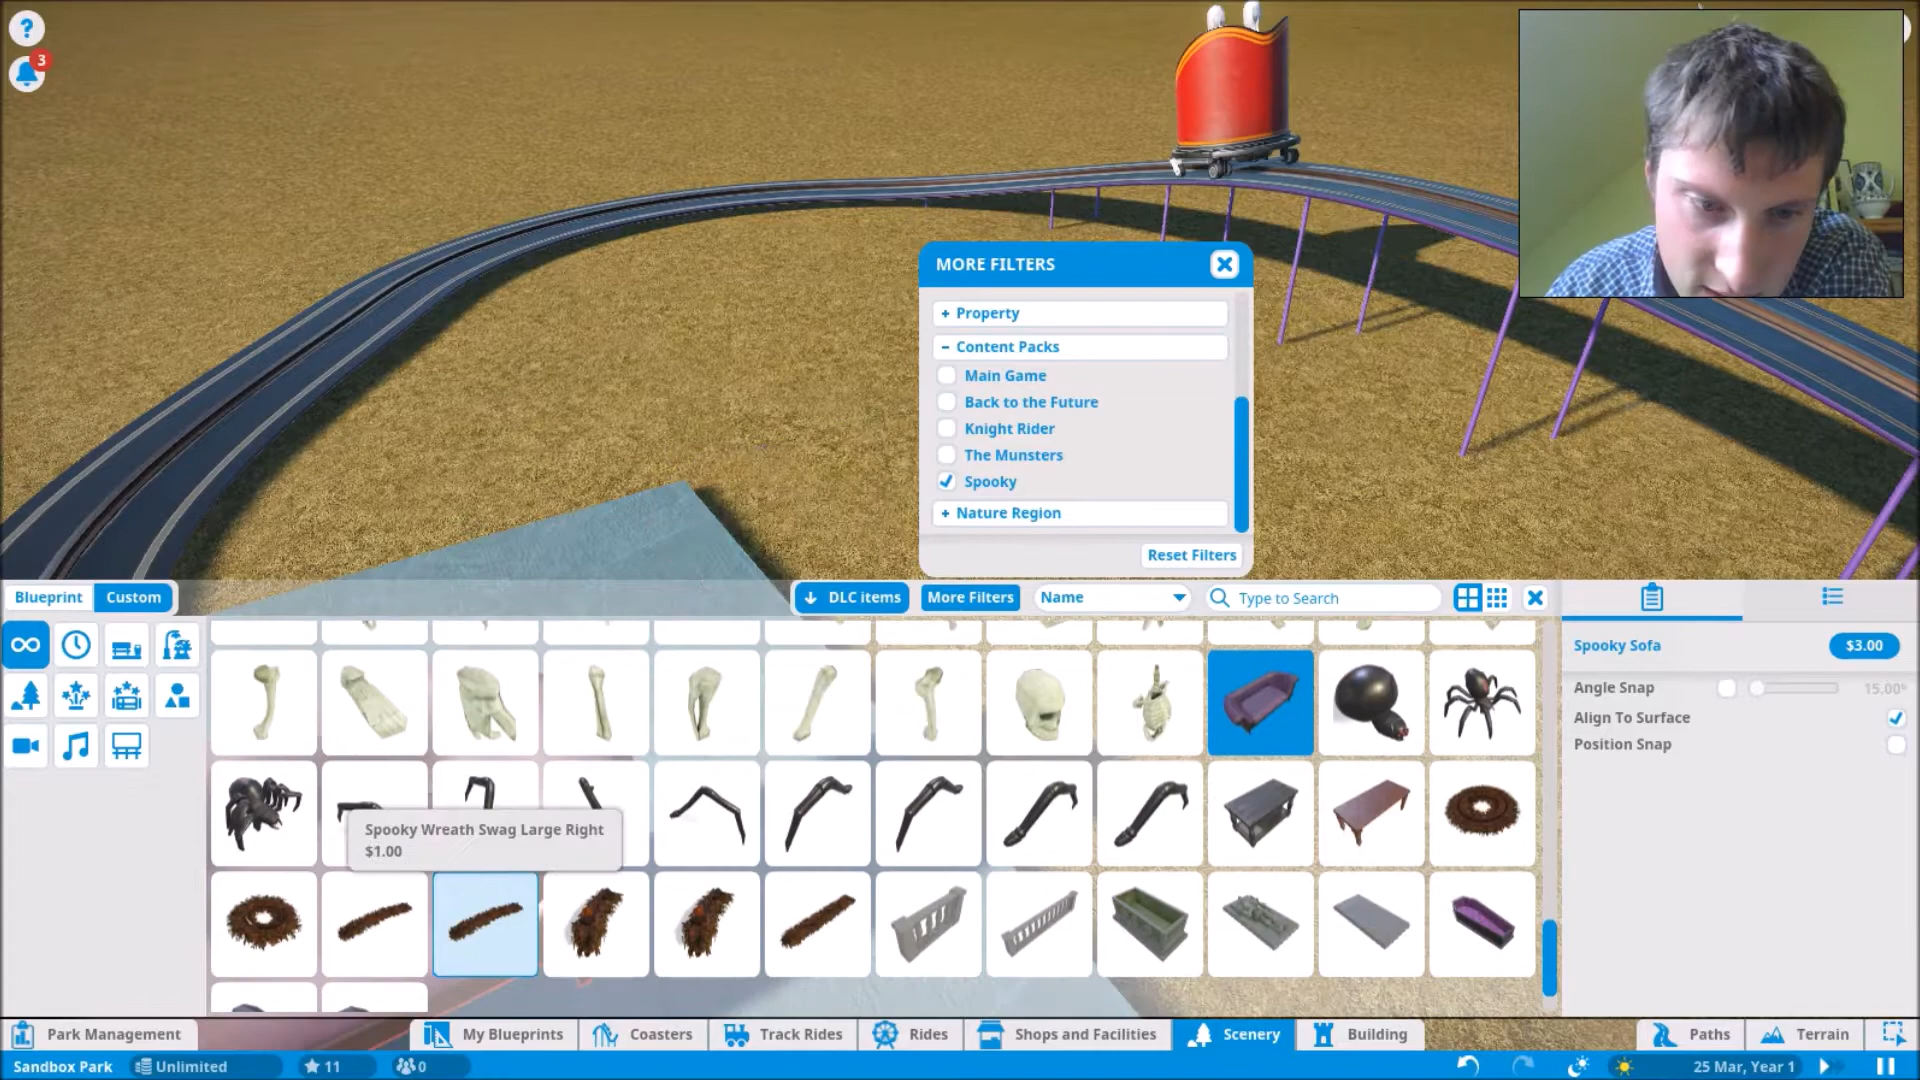 ?
3
MORE FILTERS
+ Property
− Content Packs
Main Game
Back to the Future
Knight Rider
The Munsters
Spooky
+ Nature Region
Reset Filters
Blueprint
Custom
DLC items
More Filters
Name
Type to Search
Spooky Sofa
$3.00
Angle Snap
15.00°
Align To Surface
Position Snap
Spooky Wreath Swag Large Right
$1.00
Park Management
My Blueprints
Coasters
Track Rides
Rides
Shops and Facilities
Scenery
Building
Paths
Terrain
Sandbox Park
Unlimited
11
0
25 Mar, Year 1